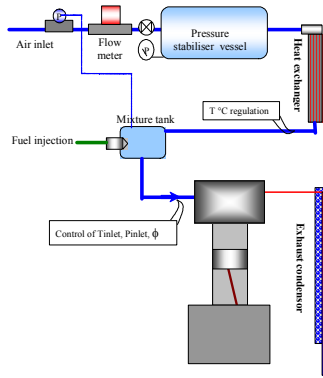 P
Air inlet
Flow
meter
P
Pressure
stabiliser vessel
Heat exchanger
T °C regulation
Mixture tank
Fuel injection
Control of Tinlet, Pinlet, ϕ
Exhaust condensor